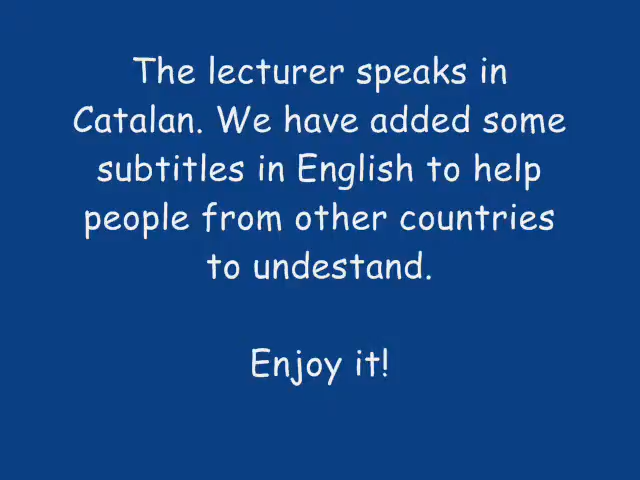 The lecturer speaks in
Catalan. We have added some
subtitles in English to help
people from other countries
to undestand.
Enjoy it!